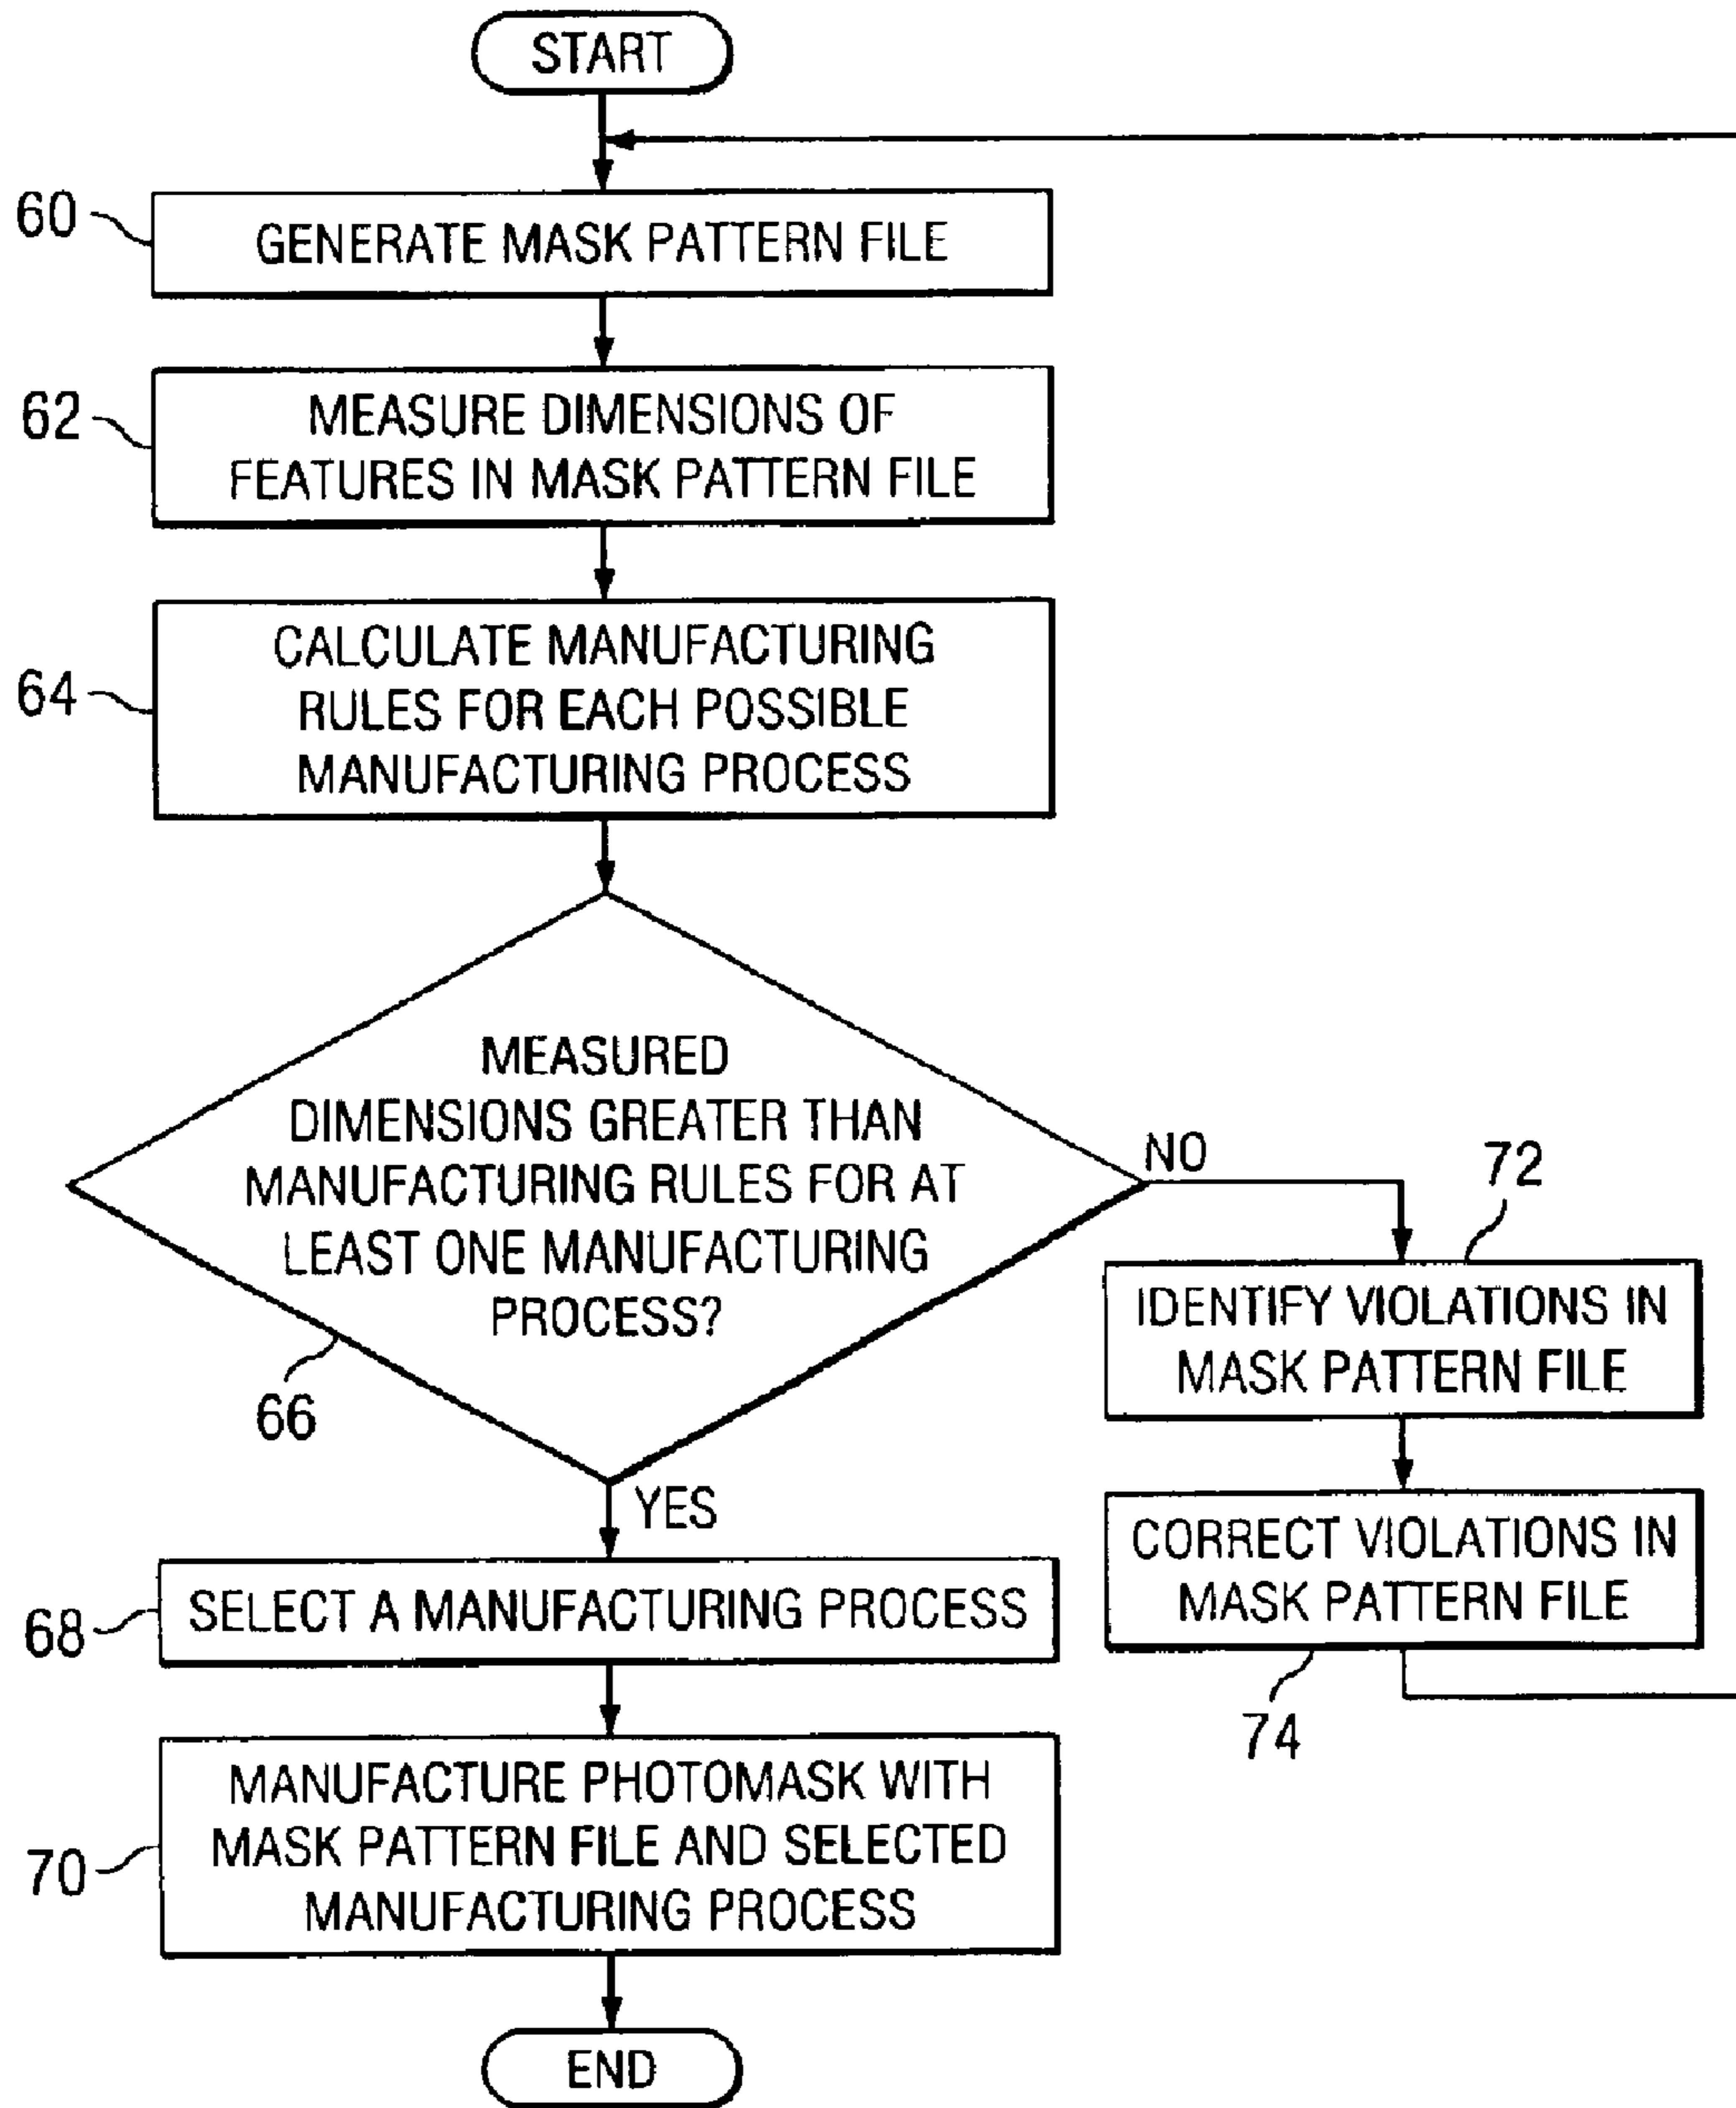 START
60
GENERATE MASK PATTERN FILE
62
MEASURE DIMENSIONS OF
FEATURES IN MASK PATTERN FILE
64
CALCULATE MANUFACTURING
RULES FOR EACH POSSIBLE
MANUFACTURING PROCESS
MEASURED
DIMENSIONS GREATER THAN
MANUFACTURING RULES FOR AT
LEAST ONE MANUFACTURING
PROCESS?
66
NO
72
IDENTIFY VIOLATIONS IN
MASK PATTERN FILE
CORRECT VIOLATIONS IN
MASK PATTERN FILE
74
YES
68
SELECT A MANUFACTURING PROCESS
70
MANUFACTURE PHOTOMASK WITH
MASK PATTERN FILE AND SELECTED
MANUFACTURING PROCESS
END